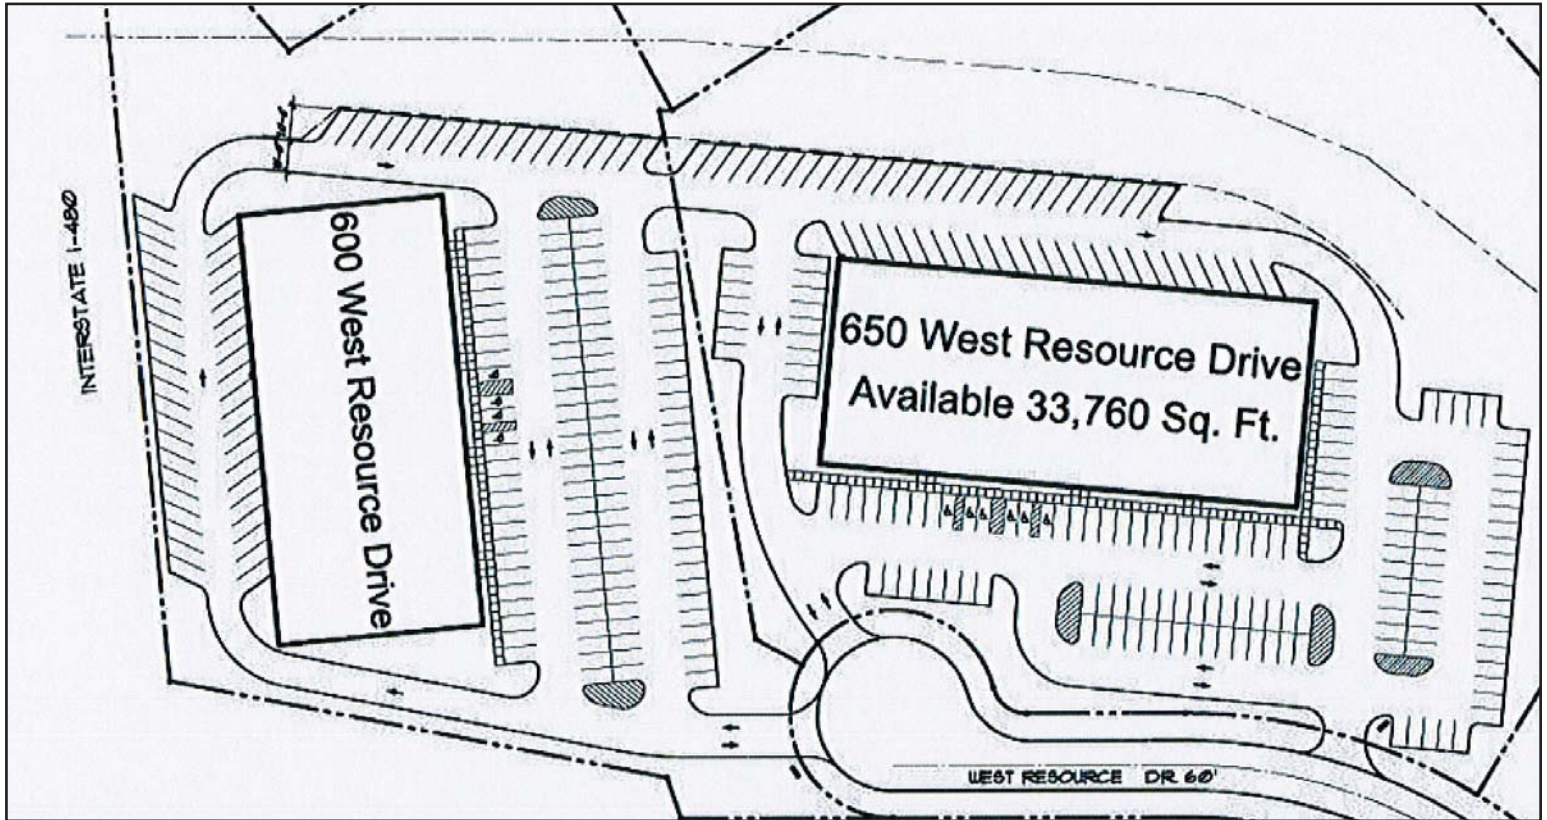 INTERSTATE I-480
600 West Resource Drive
650 West Resource Drive
Available 33,760 Sq. Ft.
WEST RESOURCE DR. 60'